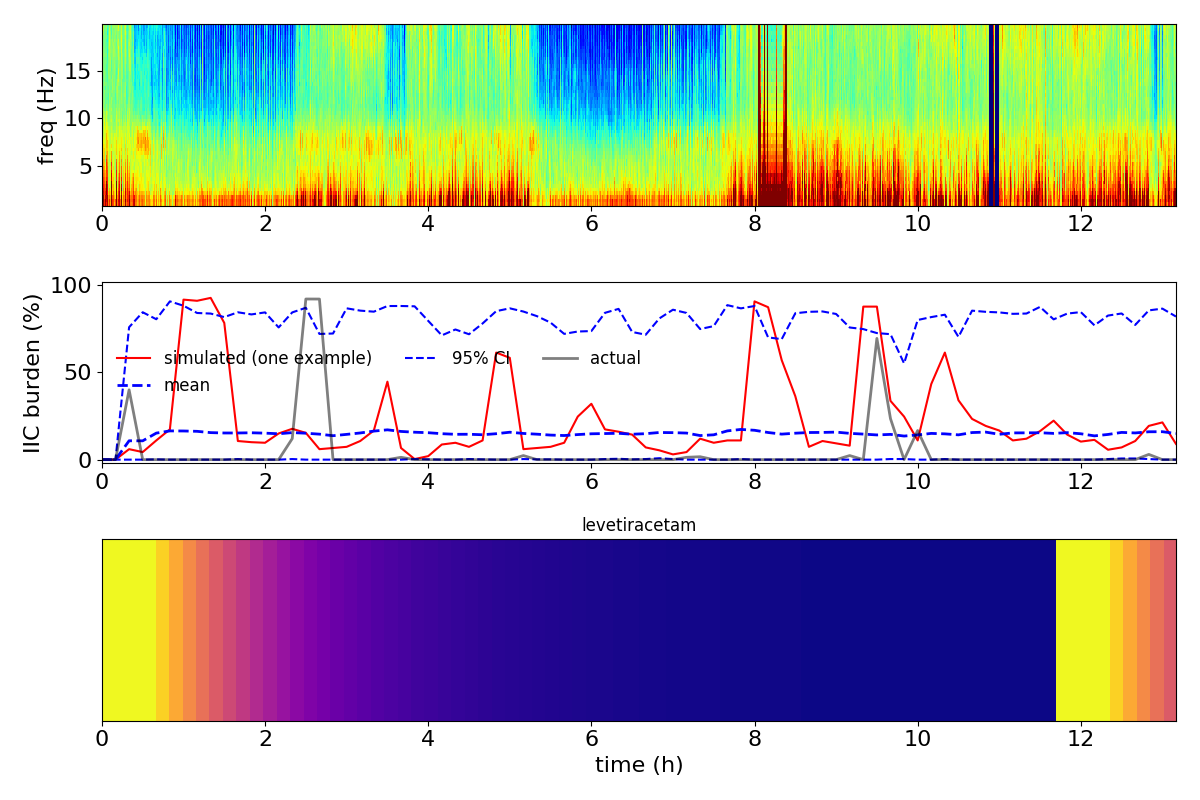 freq (Hz)
15
10
5
0 2 4 6 8 10 12
IIC burden (%)
100
50
0
simulated (one example) 95% CI actual
mean
0 2 4 6 8 10 12
levetiracetam
0 2 4 6 8 10 12
time (h)